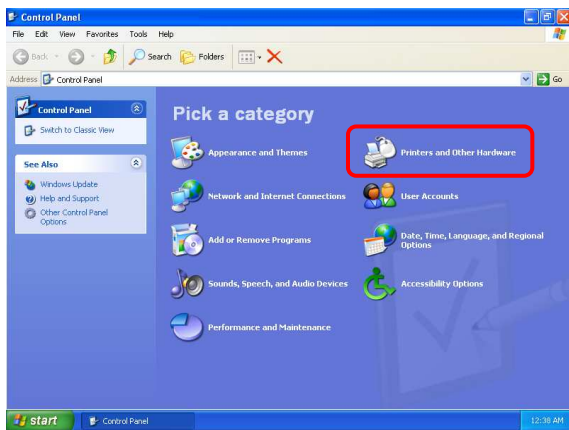 Control Panel
File Edit View Favorites Tools Help
Back Search Folders
Address Control Panel Go
Control Panel
Switch to Classic View
See Also
Windows Update
Help and Support
Other Control Panel
Options
Pick a category
Appearance and Themes
Printers and Other Hardware
Network and Internet Connections
User Accounts
Add or Remove Programs
Date, Time, Language, and Regional
Options
Sounds, Speech, and Audio Devices
Accessibility Options
Performance and Maintenance
start Control Panel 12:38 AM